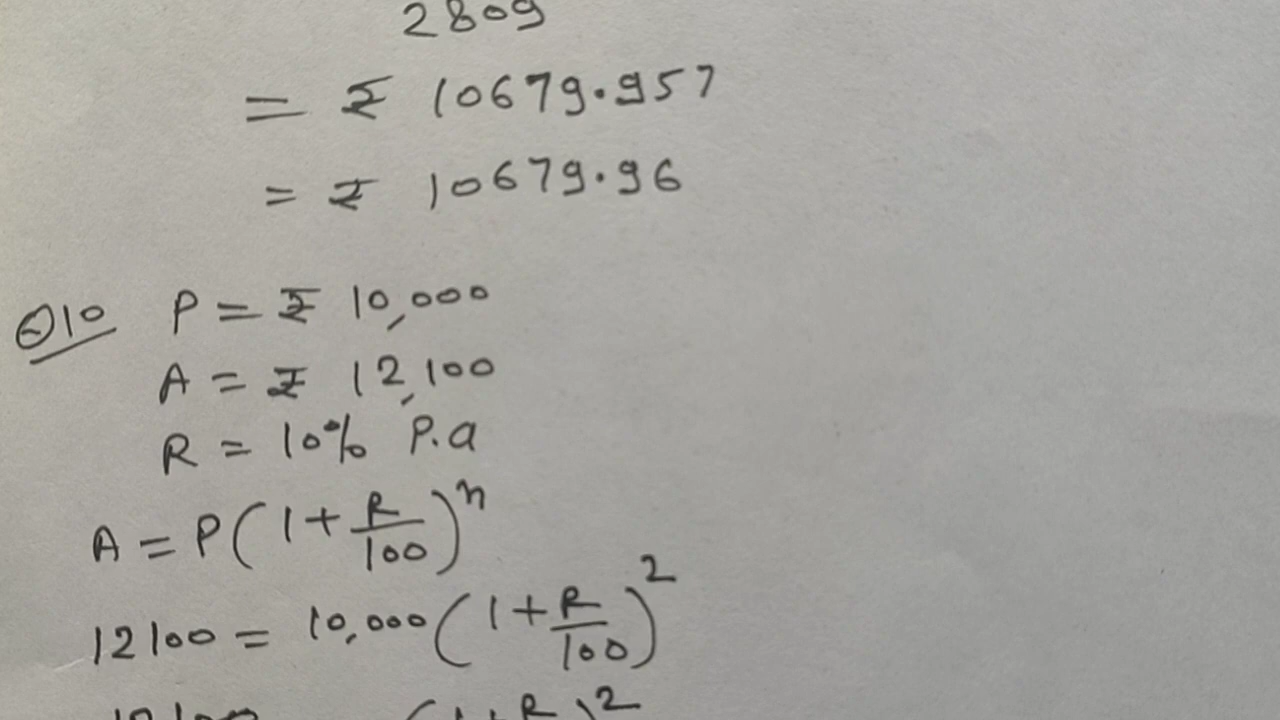 2809
= ₹ 10679.957
= ₹ 10679.96
Q10 P = ₹ 10,000
A = ₹ 12,100
R = 10% P.a
A = P(1 + R/100)^n
12100 = 10,000(1 + R/100)^2